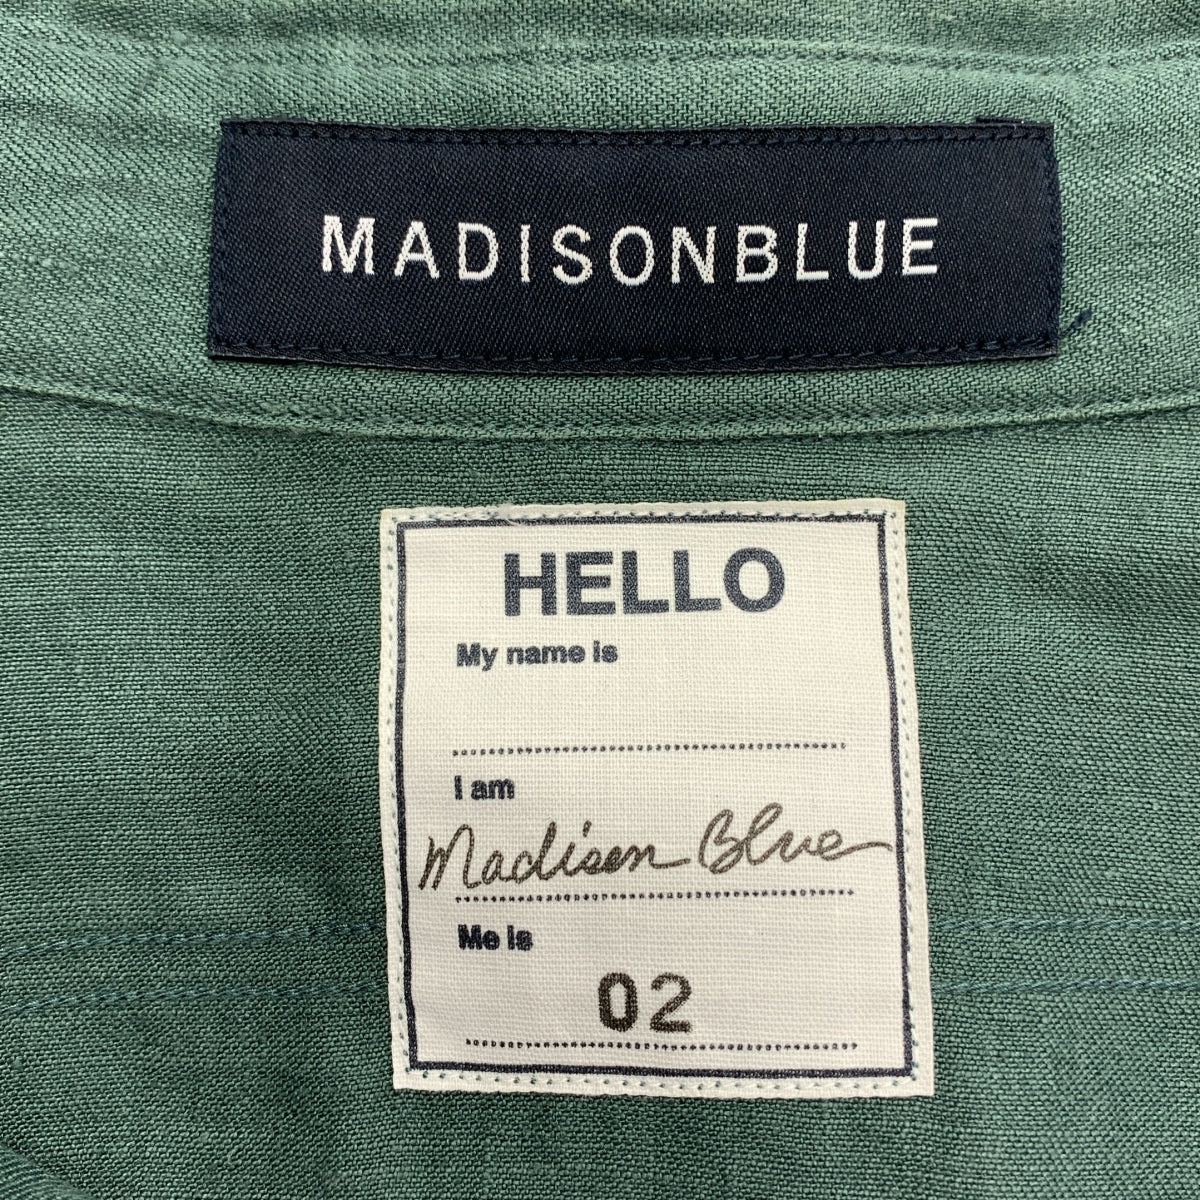 MADISONBLUE
HELLO
My name is
I am
Madison Blue
Me is
02